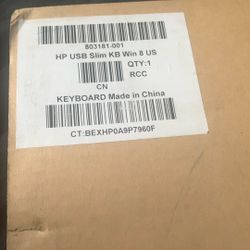 803181-001
HP USB Slim KB Win 8 US
QTY:1
RCC
CN
KEYBOARD Made in China
CT:BEXHP0A9P7960F